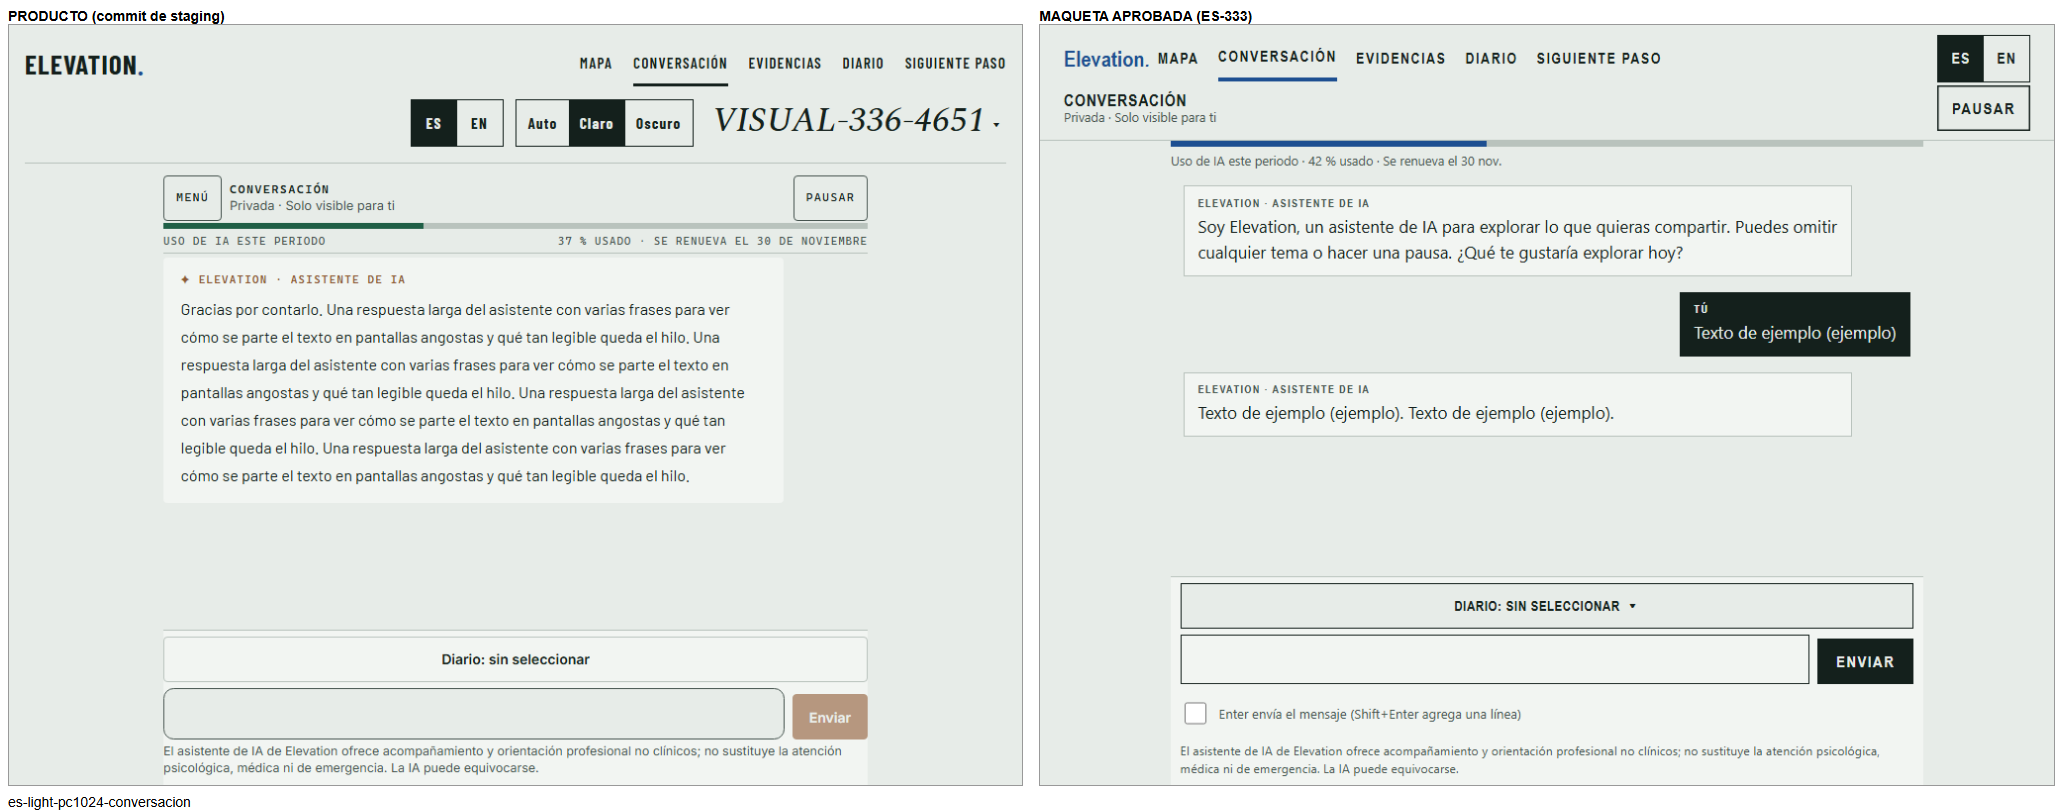 PRODUCTO (commit de staging)
ELEVATION.
MAPA CONVERSACIÓN EVIDENCIAS DIARIO SIGUIENTE PASO
ES EN Auto Claro Oscuro VISUAL-336-4651
MENÚ
CONVERSACIÓN
Privada · Solo visible para ti
PAUSAR
USO DE IA ESTE PERIODO 37 % USADO · SE RENUEVA EL 30 DE NOVIEMBRE
✦ ELEVATION · ASISTENTE DE IA
Gracias por contarlo. Una respuesta larga del asistente con varias frases para ver
cómo se parte el texto en pantallas angostas y qué tan legible queda el hilo. Una
respuesta larga del asistente con varias frases para ver cómo se parte el texto en
pantallas angostas y qué tan legible queda el hilo. Una respuesta larga del asistente
con varias frases para ver cómo se parte el texto en pantallas angostas y qué tan
legible queda el hilo. Una respuesta larga del asistente con varias frases para ver
cómo se parte el texto en pantallas angostas y qué tan legible queda el hilo.
Diario: sin seleccionar
Enviar
El asistente de IA de Elevation ofrece acompañamiento y orientación profesional no clínicos; no sustituye la atención
psicológica, médica ni de emergencia. La IA puede equivocarse.
MAQUETA APROBADA (ES-333)
Elevation. MAPA CONVERSACIÓN EVIDENCIAS DIARIO SIGUIENTE PASO
ES EN
CONVERSACIÓN
Privada · Solo visible para ti
PAUSAR
Uso de IA este periodo · 42 % usado · Se renueva el 30 nov.
ELEVATION · ASISTENTE DE IA
Soy Elevation, un asistente de IA para explorar lo que quieras compartir. Puedes omitir
cualquier tema o hacer una pausa. ¿Qué te gustaría explorar hoy?
TÚ
Texto de ejemplo (ejemplo)
ELEVATION · ASISTENTE DE IA
Texto de ejemplo (ejemplo). Texto de ejemplo (ejemplo).
DIARIO: SIN SELECCIONAR
ENVIAR
Enter envía el mensaje (Shift+Enter agrega una línea)
El asistente de IA de Elevation ofrece acompañamiento y orientación profesional no clínicos; no sustituye la atención psicológica,
médica ni de emergencia. La IA puede equivocarse.
es-light-pc1024-conversacion